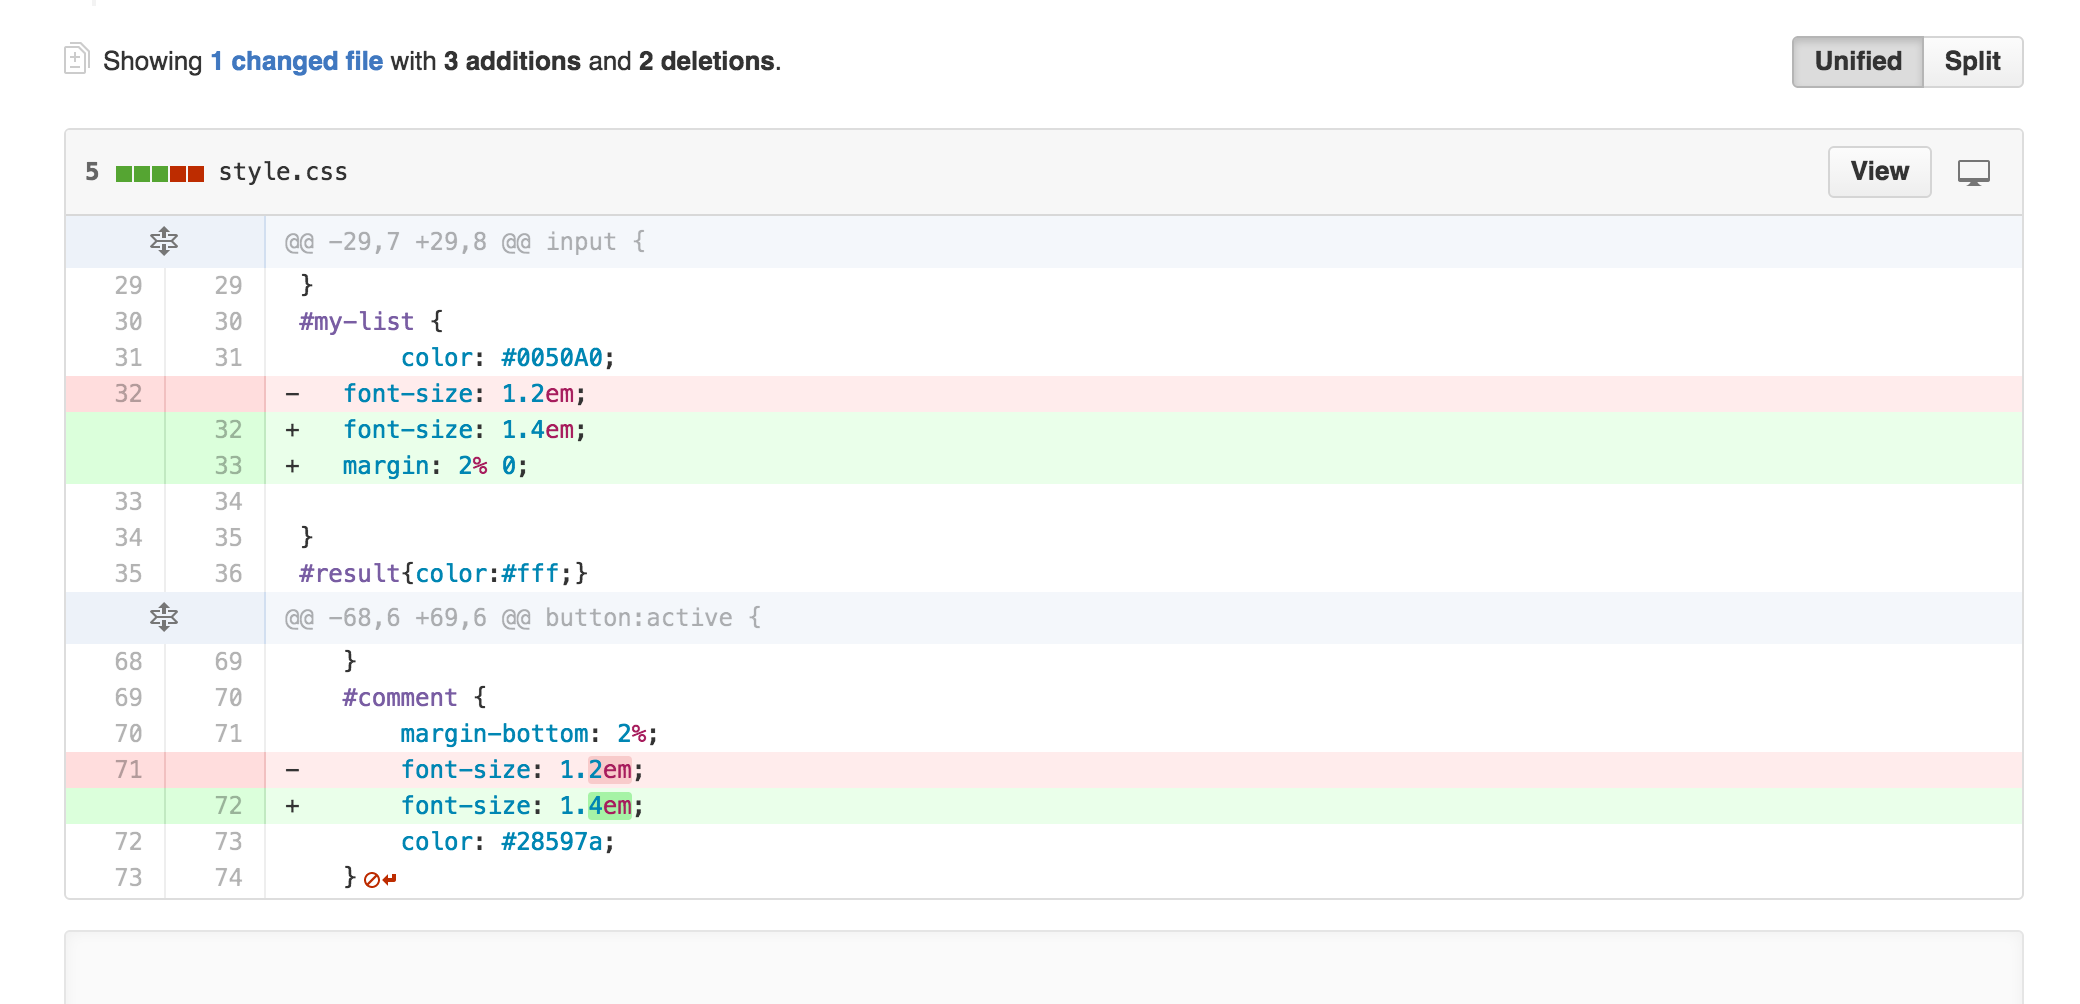 Showing 1 changed file with 3 additions and 2 deletions.
Unified Split
5 style.css
View
@@ -29,7 +29,8 @@ input {
29 29 }
30 30 #my-list {
31 31 color: #0050A0;
32 - font-size: 1.2em;
32 + font-size: 1.4em;
33 + margin: 2% 0;
33 34
34 35 }
35 36 #result{color:#fff;}
@@ -68,6 +69,6 @@ button:active {
68 69 }
69 70 #comment {
70 71 margin-bottom: 2%;
71 - font-size: 1.2em;
72 + font-size: 1.4em;
72 73 color: #28597a;
73 74 }